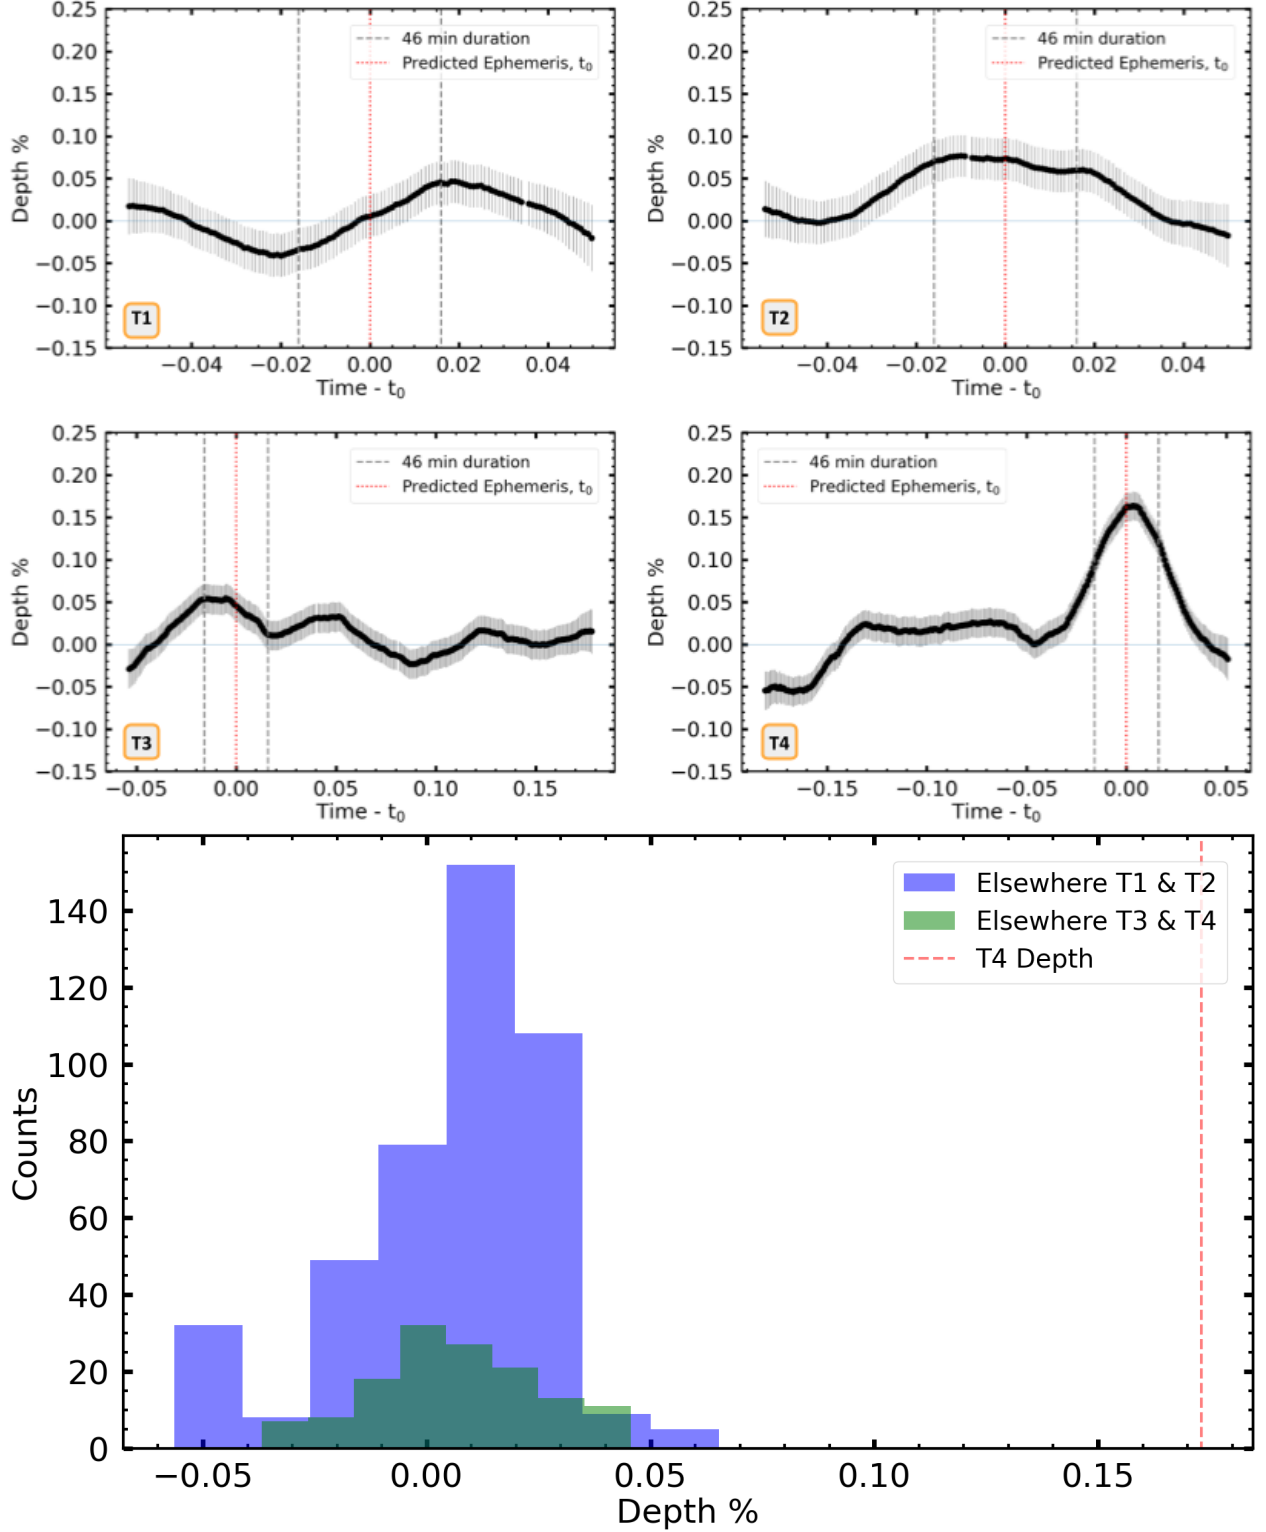 0.25
0.20
0.15
0.10
0.05
0.00
−0.05
−0.10
−0.15
Depth %
46 min duration
Predicted Ephemeris, t₀
T1
−0.04 −0.02 0.00 0.02 0.04
Time - t₀
0.25
0.20
0.15
0.10
0.05
0.00
−0.05
−0.10
−0.15
Depth %
46 min duration
Predicted Ephemeris, t₀
T2
−0.04 −0.02 0.00 0.02 0.04
Time - t₀
0.25
0.20
0.15
0.10
0.05
0.00
−0.05
−0.10
−0.15
Depth %
46 min duration
Predicted Ephemeris, t₀
T3
−0.05 0.00 0.05 0.10 0.15
Time - t₀
0.25
0.20
0.15
0.10
0.05
0.00
−0.05
−0.10
−0.15
Depth %
46 min duration
Predicted Ephemeris, t₀
T4
−0.15 −0.10 −0.05 0.00 0.05
Time - t₀
Elsewhere T1 & T2
Elsewhere T3 & T4
T4 Depth
140
120
100
80
60
40
20
0
Counts
−0.05 0.00 0.05 0.10 0.15
Depth %